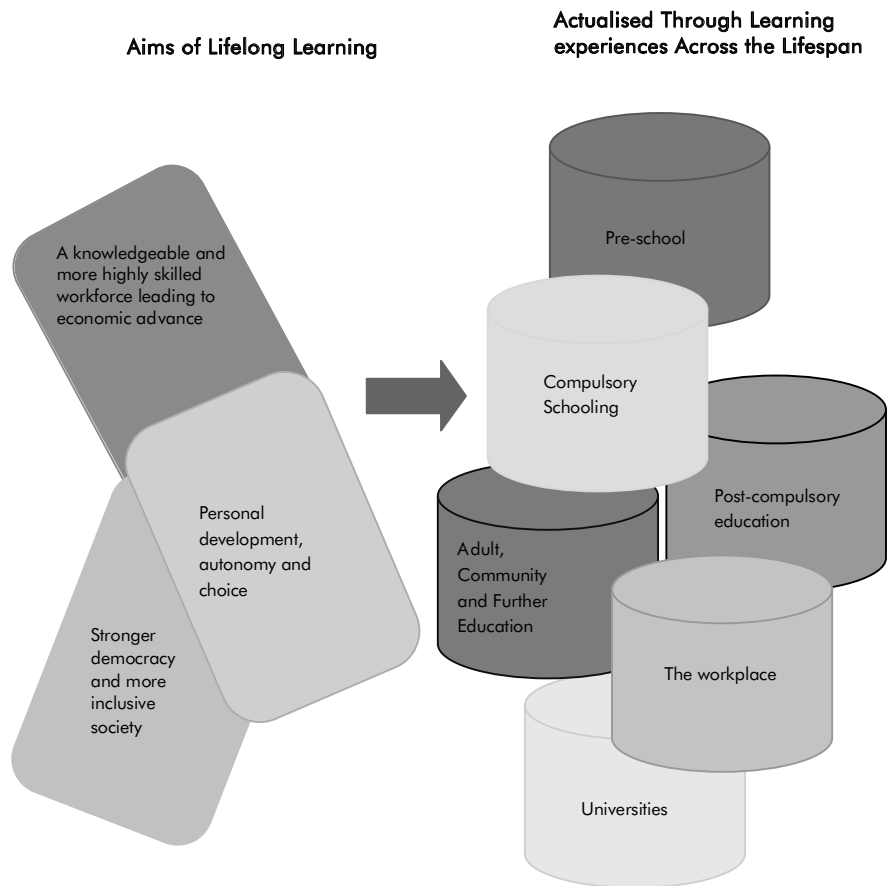 Aims of Lifelong Learning
Actualised Through Learning
experiences Across the Lifespan
A knowledgeable and
more highly skilled
workforce leading to
economic advance
Personal
development,
autonomy and
choice
Stronger
democracy
and more
inclusive
society
Pre-school
Compulsory
Schooling
Post-compulsory
education
Adult,
Community
and Further
Education
The workplace
Universities